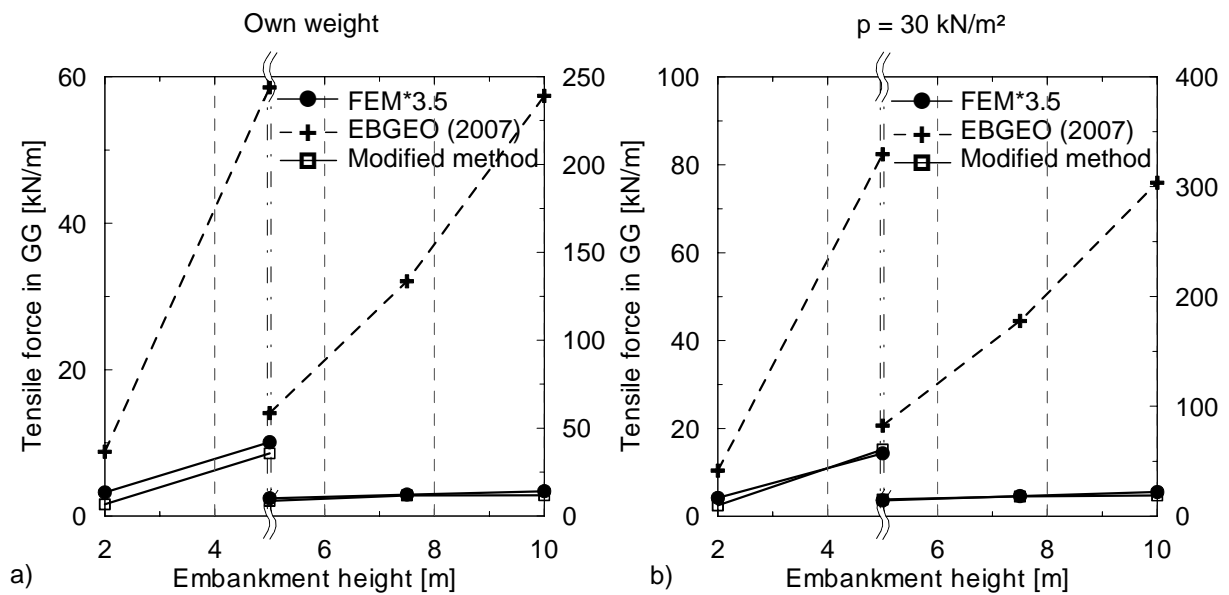 Own weight
60
40
20
0
250
200
150
100
50
0
FEM*3.5
EBGEO (2007)
Modified method
Tensile force in GG [kN/m]
2
4
6
8
10
Embankment height [m]
a)
p = 30 kN/m²
100
80
60
40
20
0
400
300
200
100
0
FEM*3.5
EBGEO (2007)
Modified method
Tensile force in GG [kN/m]
2
4
6
8
10
Embankment height [m]
b)